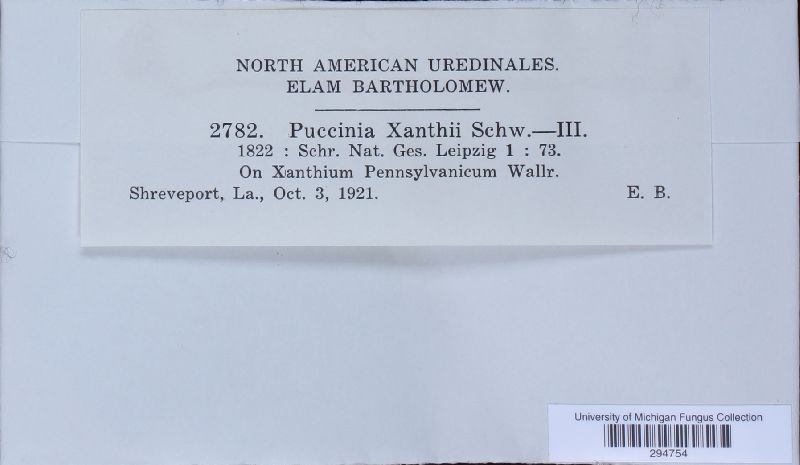 NORTH AMERICAN UREDINALES.
ELAM BARTHOLOMEW.
2782. Puccinia Xanthii Schw.—III.
1822 : Schr. Nat. Ges. Leipzig 1 : 73.
On Xanthium Pennsylvanicum Wallr.
Shreveport, La., Oct. 3, 1921. E. B.
University of Michigan Fungus Collection
294754